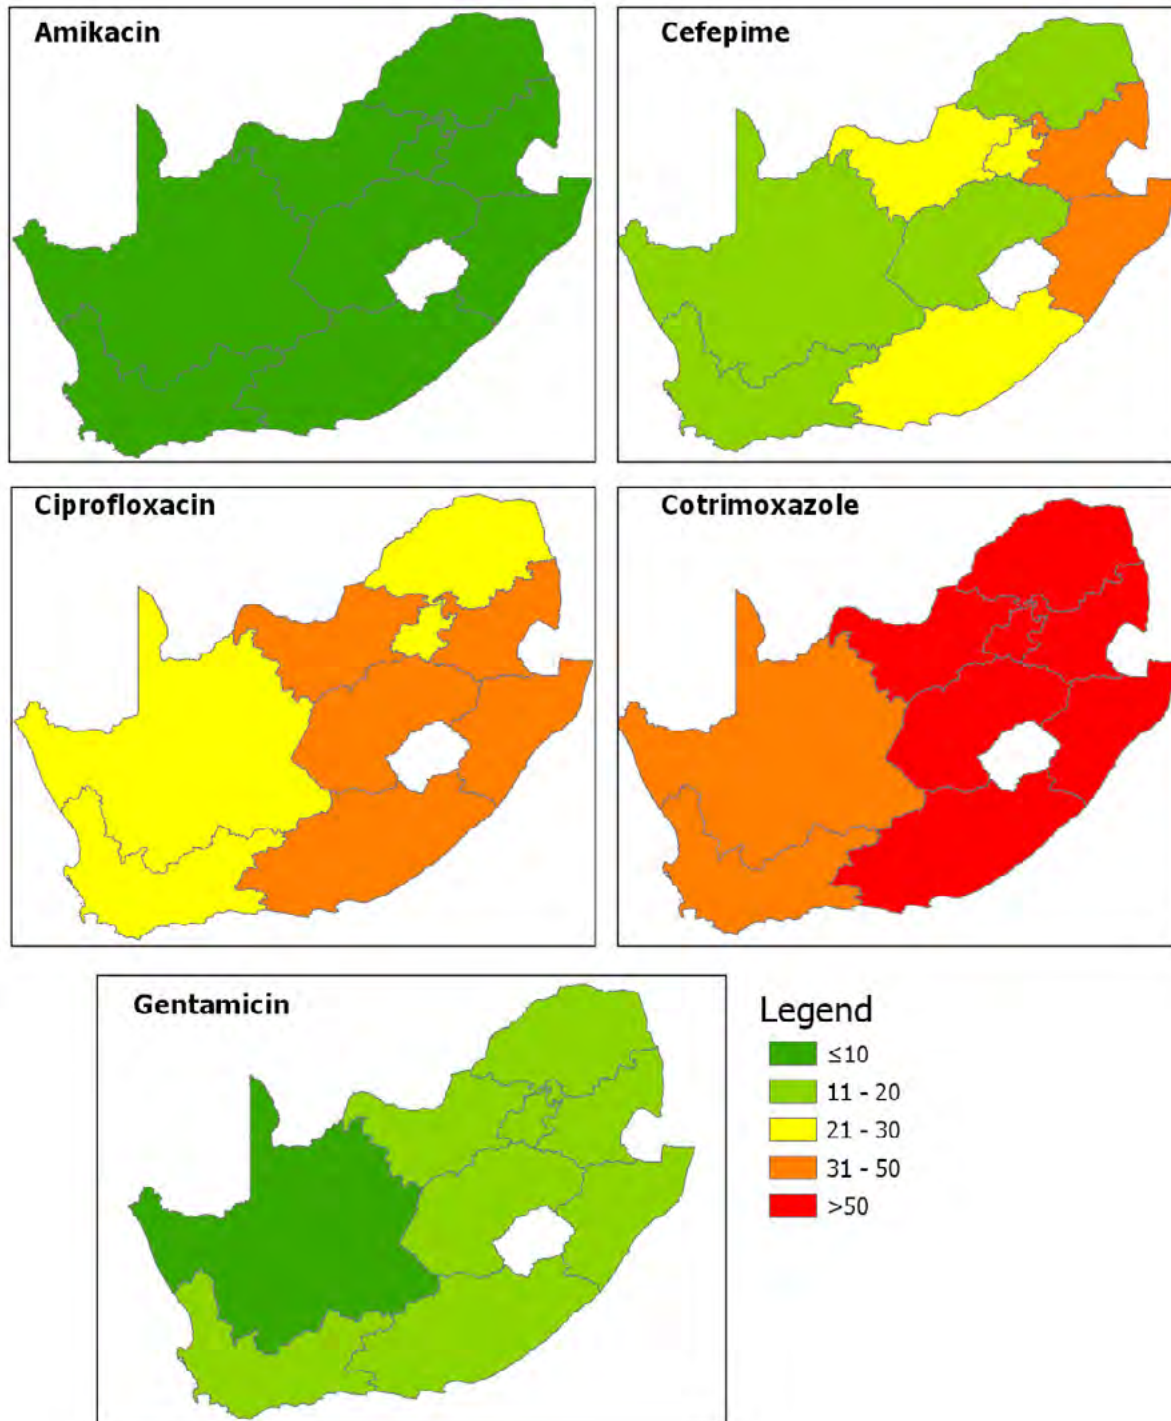 Amikacin
Cefepime
Ciprofloxacin
Cotrimoxazole
Gentamicin
Legend
≤10
11 - 20
21 - 30
31 - 50
>50